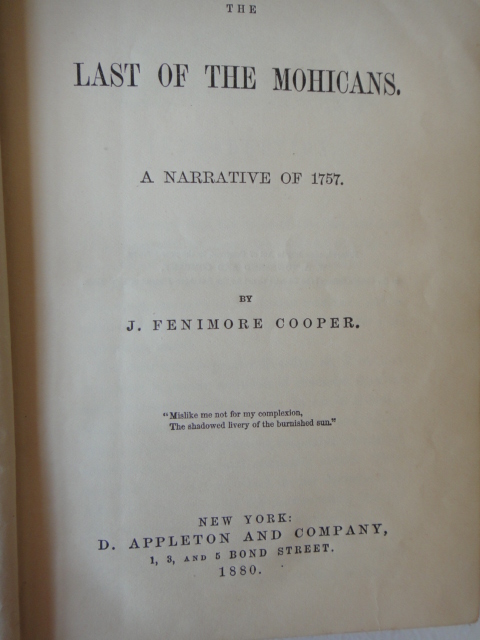 THE
LAST OF THE MOHICANS.
A NARRATIVE OF 1757.
BY
J. FENIMORE COOPER.
"Mislike me not for my complexion,
The shadowed livery of the burnished sun."
NEW YORK:
D. APPLETON AND COMPANY,
1, 3, AND 5 BOND STREET.
1880.